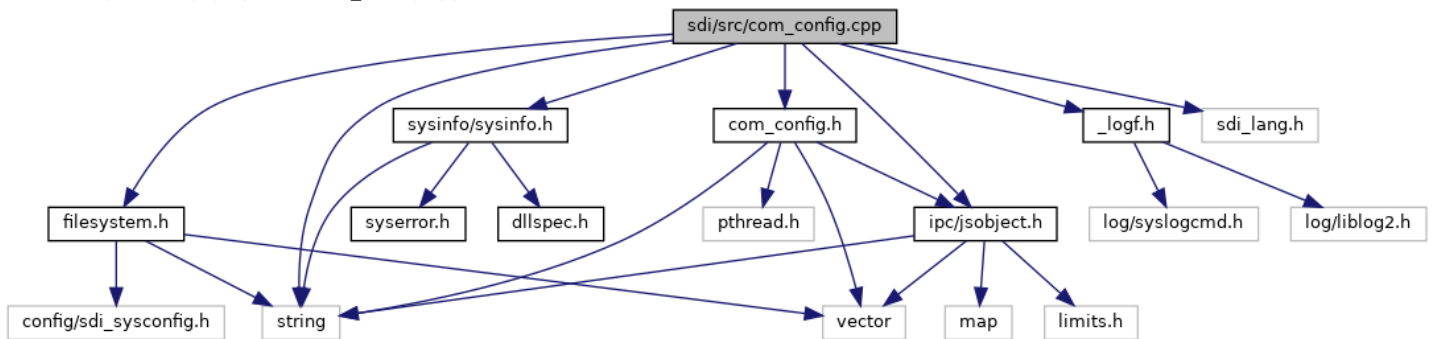 sdi/src/com_config.cpp
sysinfo/sysinfo.h
com_config.h
_logf.h
sdi_lang.h
filesystem.h
syserror.h
dllspec.h
pthread.h
ipc/jsobject.h
log/syslogcmd.h
log/liblog2.h
config/sdi_sysconfig.h
string
vector
map
limits.h